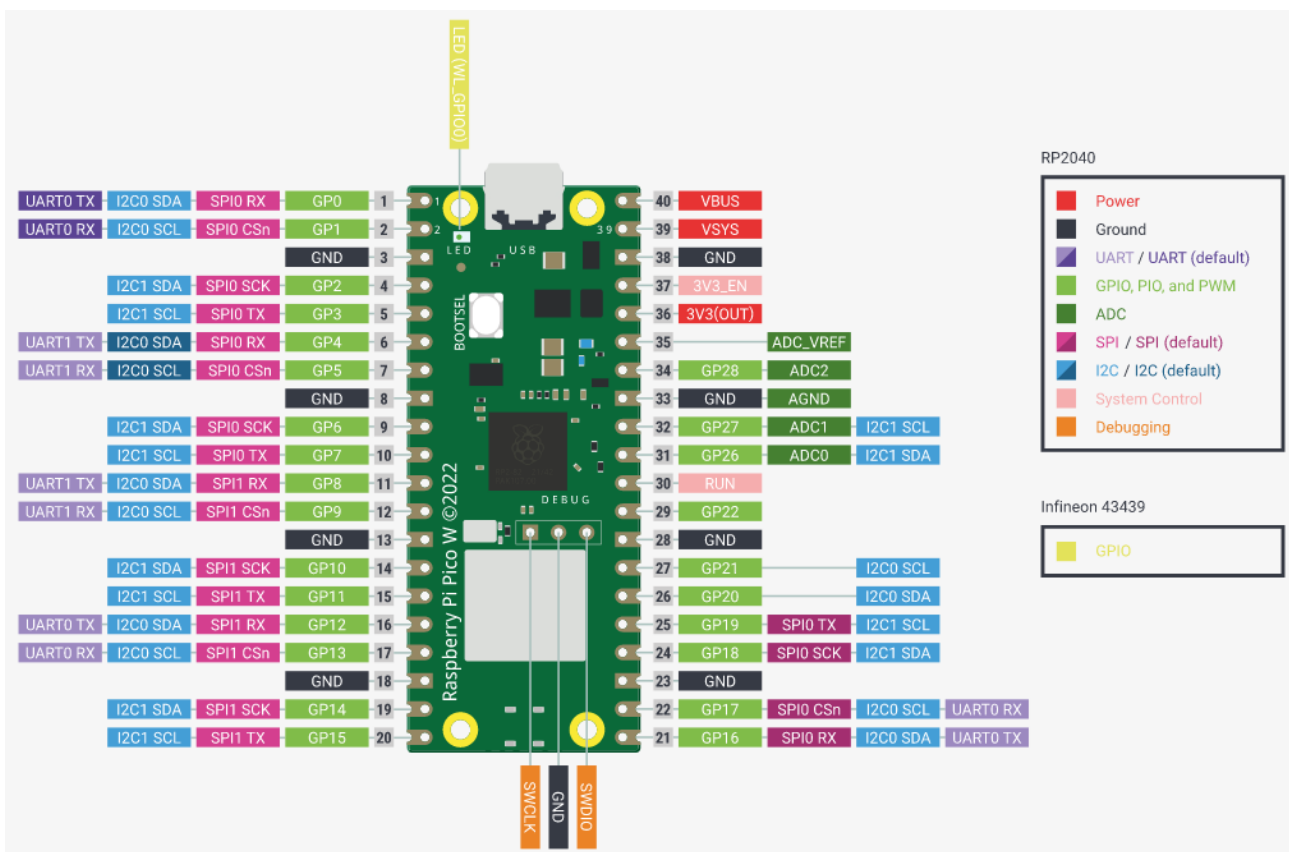 LED (WL_GPIO0)
UART0 TX I2C0 SDA SPI0 RX GP0 1 1 40 VBUS
UART0 RX I2C0 SCL SPI0 CSn GP1 2 2 39 39 VSYS
LED USB
GND 3 38 GND
I2C1 SDA SPI0 SCK GP2 4 37 3V3_EN
I2C1 SCL SPI0 TX GP3 5 36 3V3(OUT)
BOOTSEL
UART1 TX I2C0 SDA SPI0 RX GP4 6 35 ADC_VREF
UART1 RX I2C0 SCL SPI0 CSn GP5 7 34 GP28 ADC2
GND 8 33 GND AGND
I2C1 SDA SPI0 SCK GP6 9 32 GP27 ADC1 I2C1 SCL
I2C1 SCL SPI0 TX GP7 10 31 GP26 ADC0 I2C1 SDA
UART1 TX I2C0 SDA SPI1 RX GP8 11 30 RUN
DEBUG
UART1 RX I2C0 SCL SPI1 CSn GP9 12 29 GP22
GND 13 28 GND
I2C1 SDA SPI1 SCK GP10 14 27 GP21 I2C0 SCL
I2C1 SCL SPI1 TX GP11 15 26 GP20 I2C0 SDA
UART0 TX I2C0 SDA SPI1 RX GP12 16 25 GP19 SPI0 TX I2C1 SCL
UART0 RX I2C0 SCL SPI1 CSn GP13 17 24 GP18 SPI0 SCK I2C1 SDA
GND 18 23 GND
I2C1 SDA SPI1 SCK GP14 19 22 GP17 SPI0 CSn I2C0 SCL UART0 RX
I2C1 SCL SPI1 TX GP15 20 21 GP16 SPI0 RX I2C0 SDA UART0 TX
Raspberry Pi Pico W ©2022
SWCLK
GND
SWDIO
RP2040
Power
Ground
UART / UART (default)
GPIO, PIO, and PWM
ADC
SPI / SPI (default)
I2C / I2C (default)
System Control
Debugging
Infineon 43439
GPIO